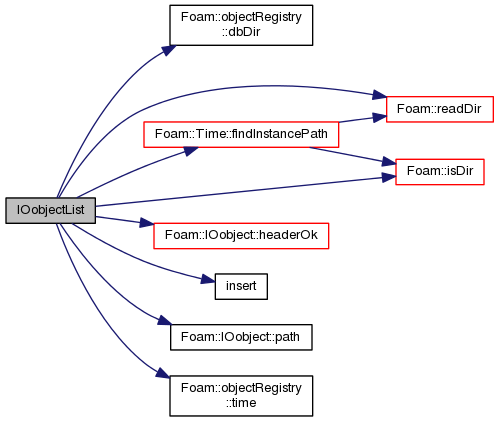 Foam::objectRegistry
::dbDir
Foam::readDir
Foam::Time::findInstancePath
Foam::isDir
IOobjectList
Foam::IOobject::headerOk
insert
Foam::IOobject::path
Foam::objectRegistry
::time